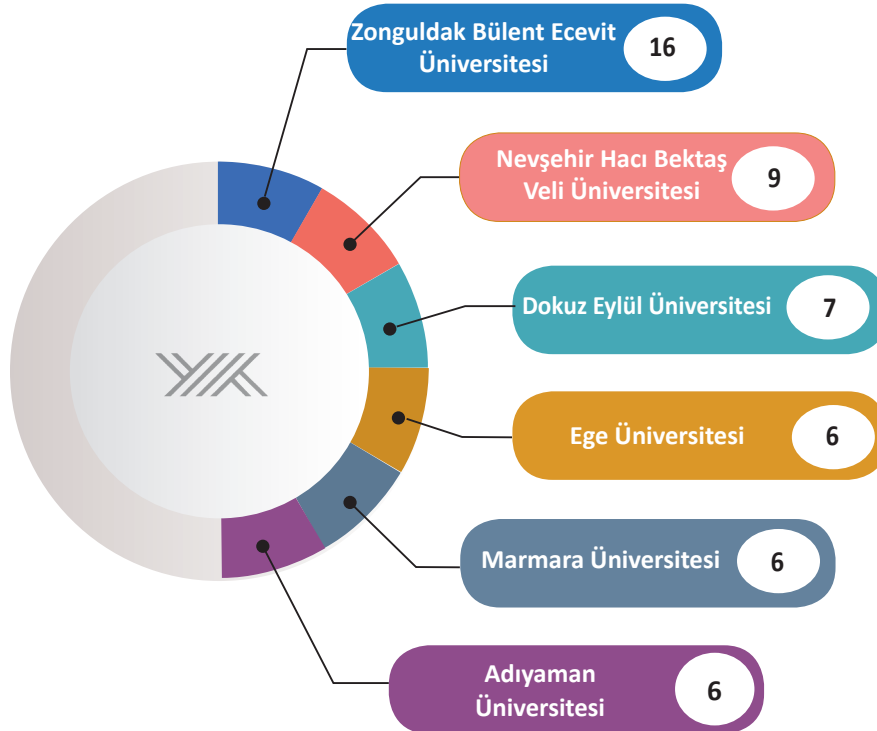 Zonguldak Bülent Ecevit
Üniversitesi
16
Nevşehir Hacı Bektaş
Veli Üniversitesi
9
Dokuz Eylül Üniversitesi
7
Ege Üniversitesi
6
Marmara Üniversitesi
6
Adıyaman
Üniversitesi
6